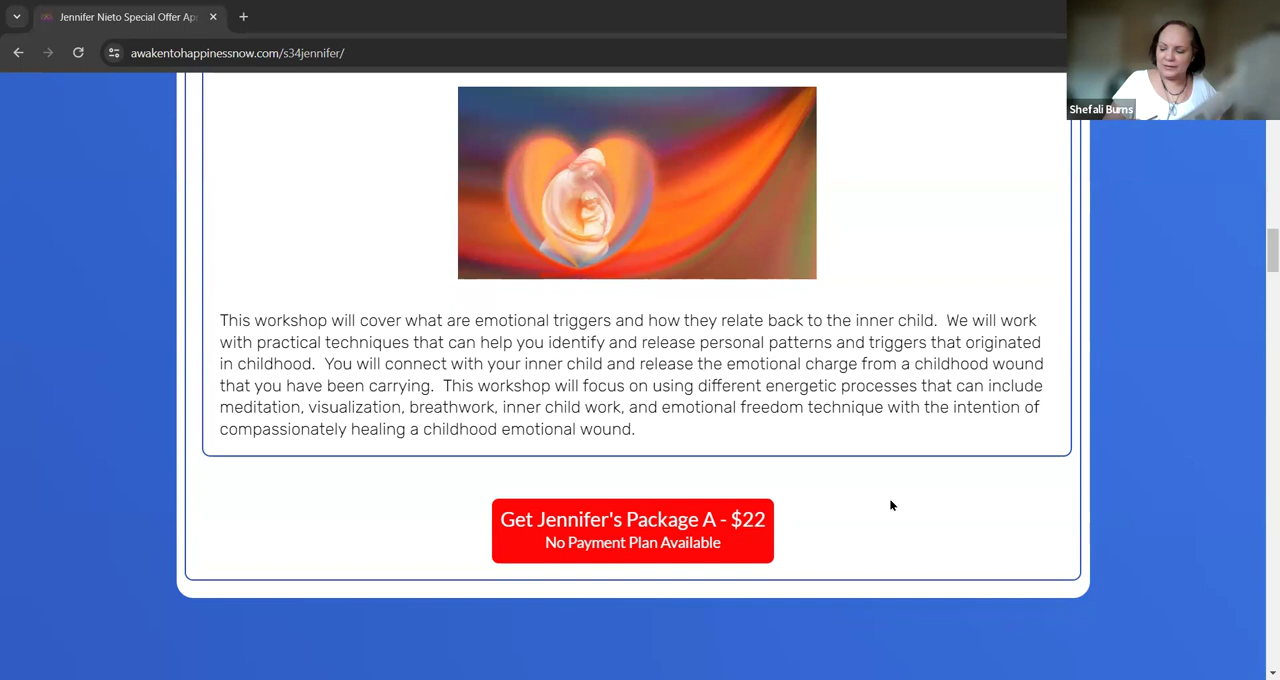 Jennifer Nieto Special Offer Ap
awakentohappinessnow.com/s34jennifer/
Shefali Burns
This workshop will cover what are emotional triggers and how they relate back to the inner child. We will work
with practical techniques that can help you identify and release personal patterns and triggers that originated
in childhood. You will connect with your inner child and release the emotional charge from a childhood wound
that you have been carrying. This workshop will focus on using different energetic processes that can include
meditation, visualization, breathwork, inner child work, and emotional freedom technique with the intention of
compassionately healing a childhood emotional wound.
Get Jennifer's Package A - $22
No Payment Plan Available